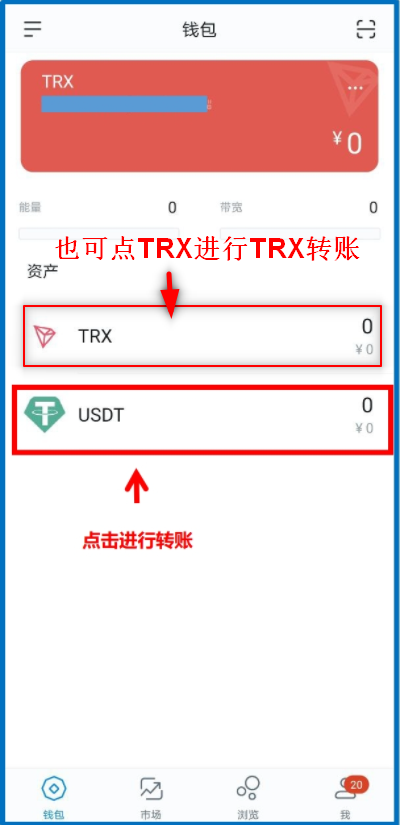 钱包
TRX
...
¥ 0
能量 0 带宽 0
也可点TRX进行TRX转账
资产
TRX 0
¥ 0
USDT 0
¥ 0
点击进行转账
20
钱包 市场 浏览 我